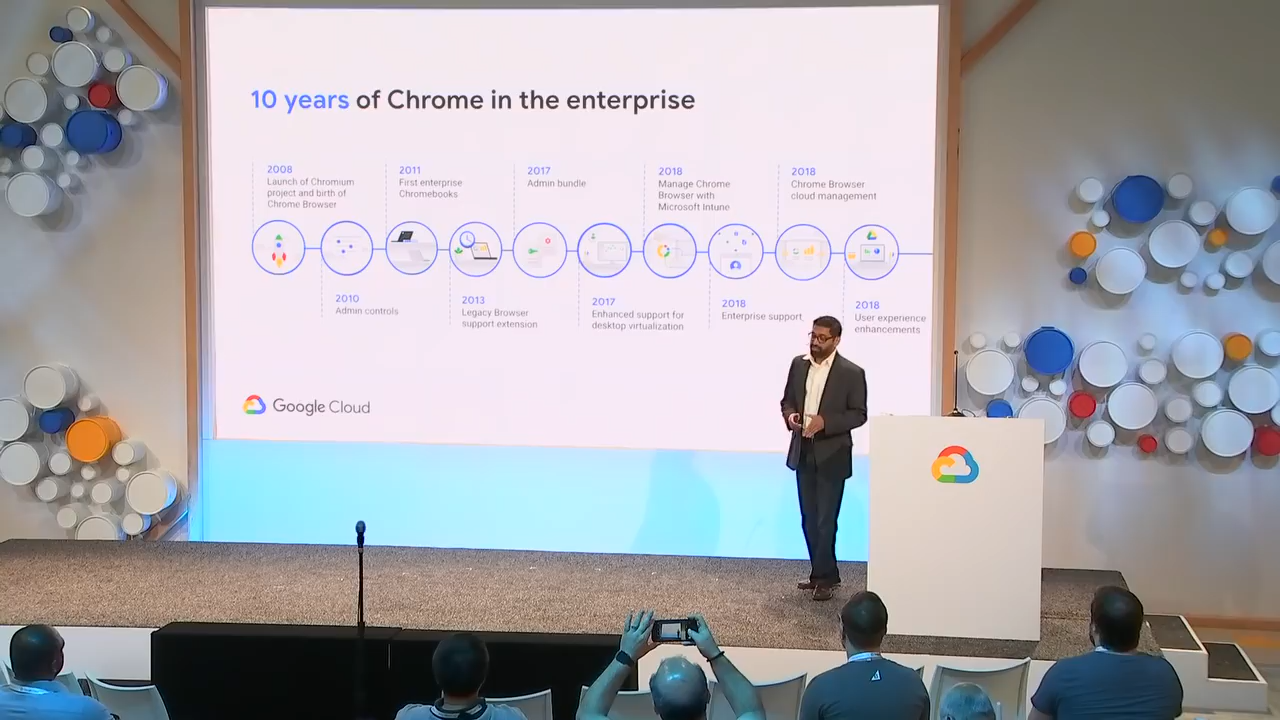 10 years of Chrome in the enterprise
2008
Launch of Chromium
project and birth of
Chrome Browser
2010
Admin controls
2011
First enterprise
Chromebooks
2013
Legacy Browser
support extension
2017
Admin bundle
2017
Enhanced support for
desktop virtualization
2018
Manage Chrome
Browser with
Microsoft Intune
2018
Enterprise support
2018
Chrome Browser
cloud management
2018
User experience
enhancements
Google Cloud